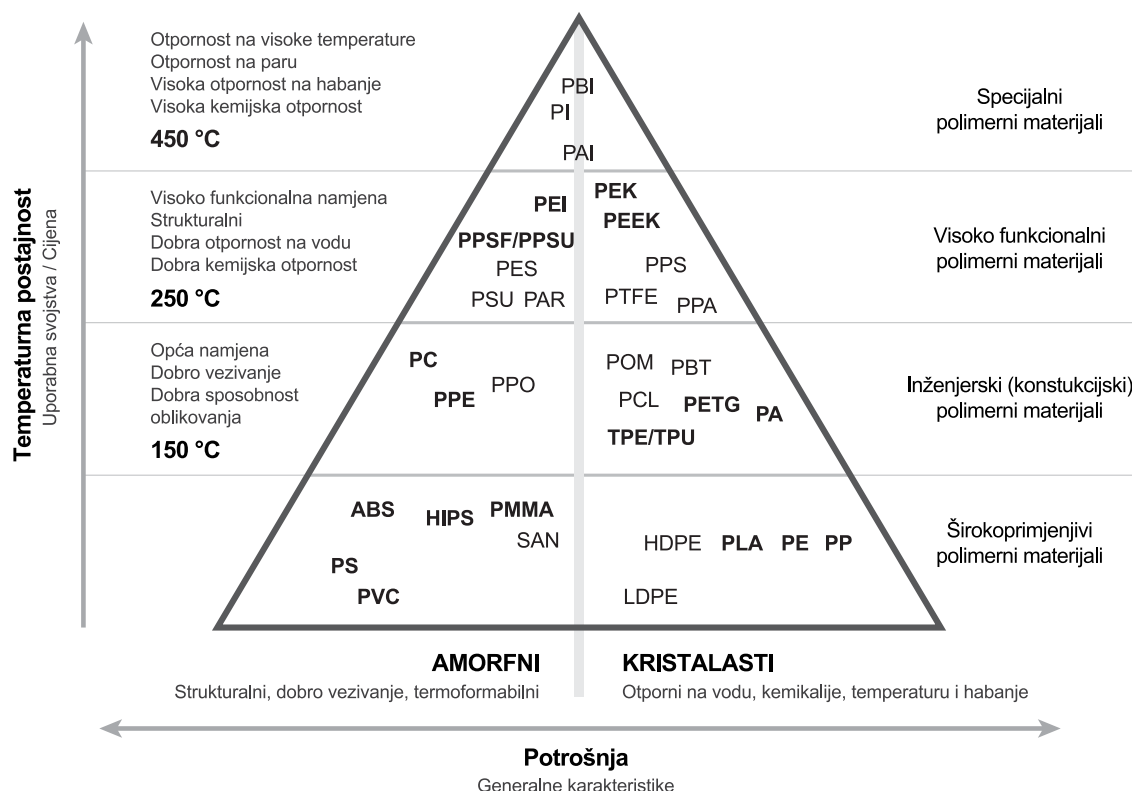 Temperaturna postajnost
Uporabna svojstva / Cijena
Otpornost na visoke temperature
Otpornost na paru
Visoka otpornost na habanje
Visoka kemijska otpornost
450 °C
PBI
PI
PAI
Specijalni
polimerni materijali
Visoko funkcionalna namjena
Strukturalni
Dobra otpornost na vodu
Dobra kemijska otpornost
250 °C
PEI
PPSF/PPSU
PES
PSU PAR
PEK
PEEK
PPS
PTFE
PPA
Visoko funkcionalni
polimerni materijali
Opća namjena
Dobro vezivanje
Dobra sposobnost
oblikovanja
150 °C
PC
PPO
PPE
POM
PBT
PCL
PETG
PA
TPE/TPU
Inženjerski (konstukcijski)
polimerni materijali
ABS
HIPS
PMMA
SAN
PS
PVC
HDPE PLA PE PP
LDPE
Širokoprimjenjivi
polimerni materijali
AMORFNI
Strukturalni, dobro vezivanje, termoformabilni
KRISTALASTI
Otporni na vodu, kemikalije, temperaturu i habanje
Potrošnja
Generalne karakteristike